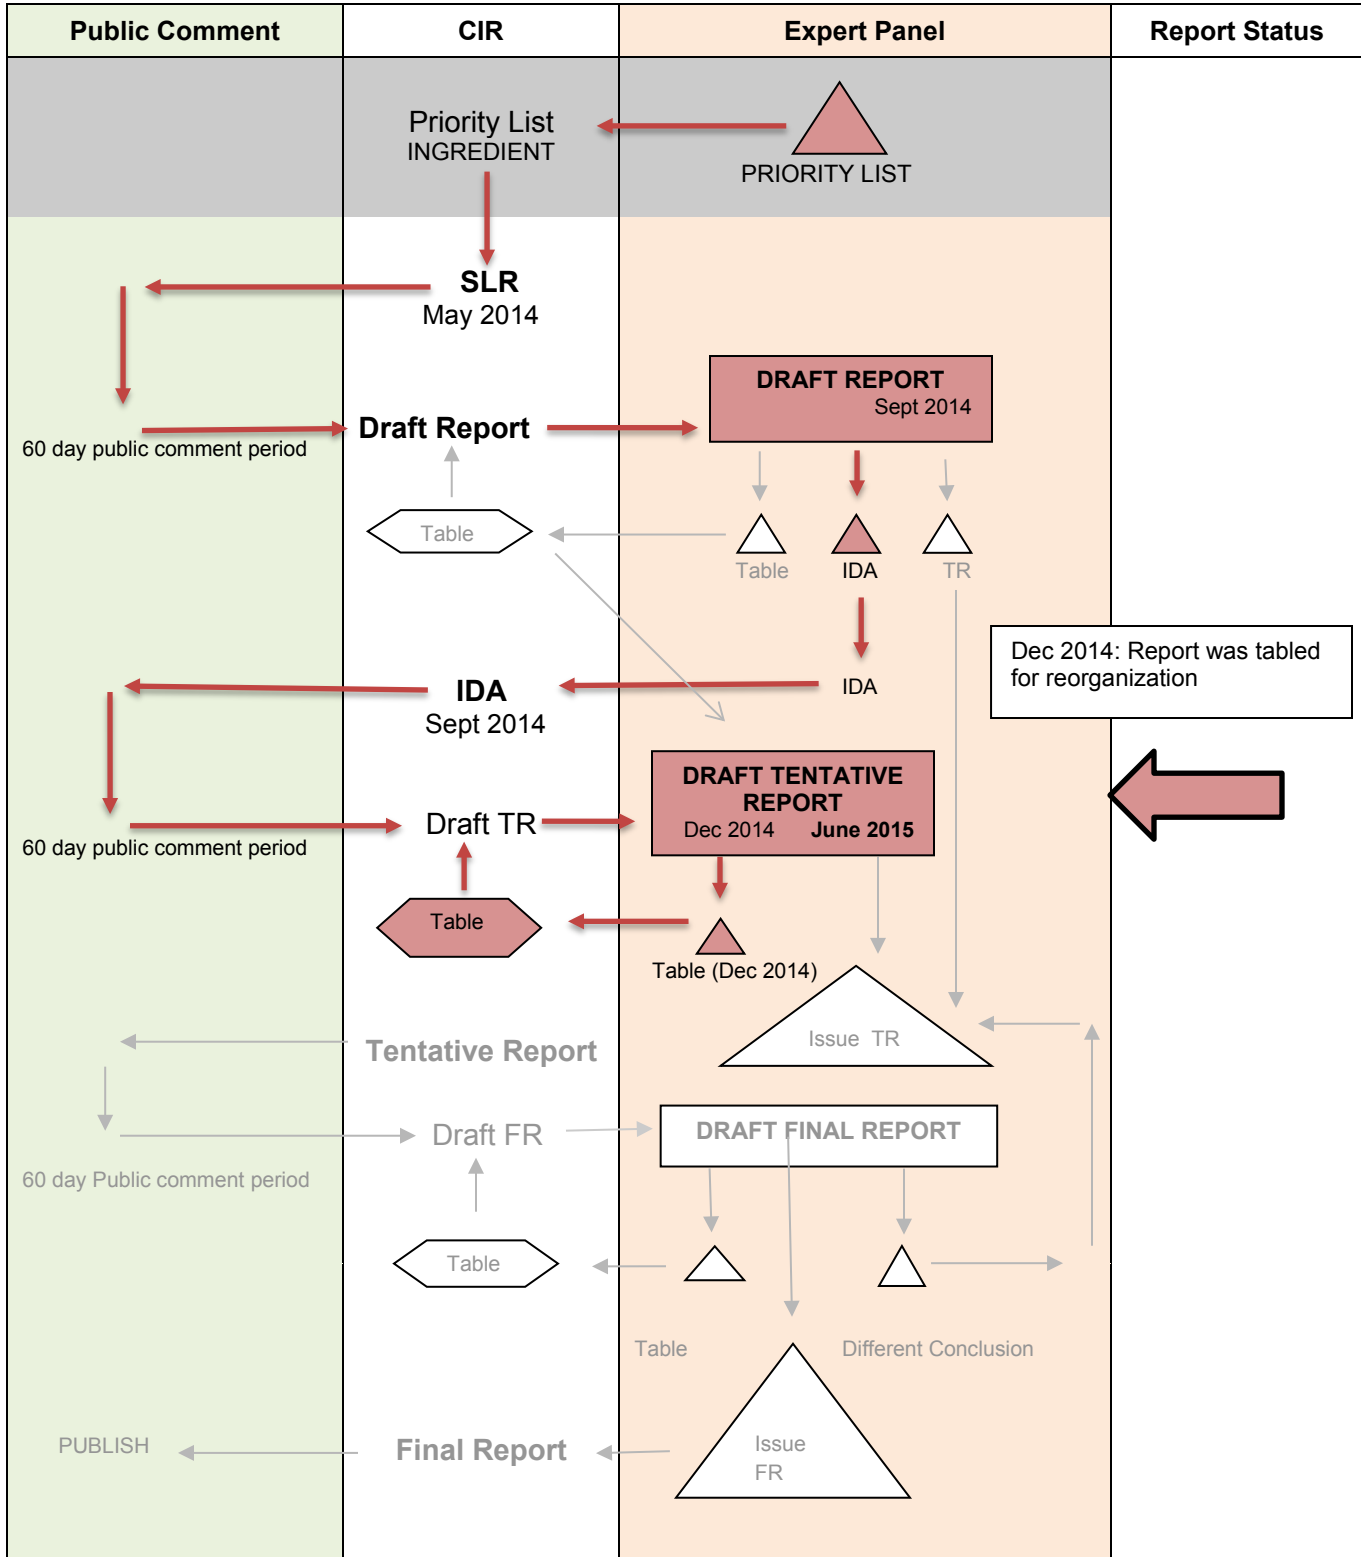 Public Comment
CIR
Expert Panel
Report Status
Priority List
INGREDIENT
PRIORITY LIST
SLR
May 2014
DRAFT REPORT
Sept 2014
60 day public comment period
Draft Report
Table
Table
IDA
TR
Dec 2014: Report was tabled
for reorganization
IDA
Sept 2014
IDA
DRAFT TENTATIVE
REPORT
Dec 2014 June 2015
60 day public comment period
Draft TR
Table
Table (Dec 2014)
Issue TR
Tentative Report
Draft FR
DRAFT FINAL REPORT
60 day Public comment period
Table
Table
Different Conclusion
PUBLISH
Final Report
Issue
FR